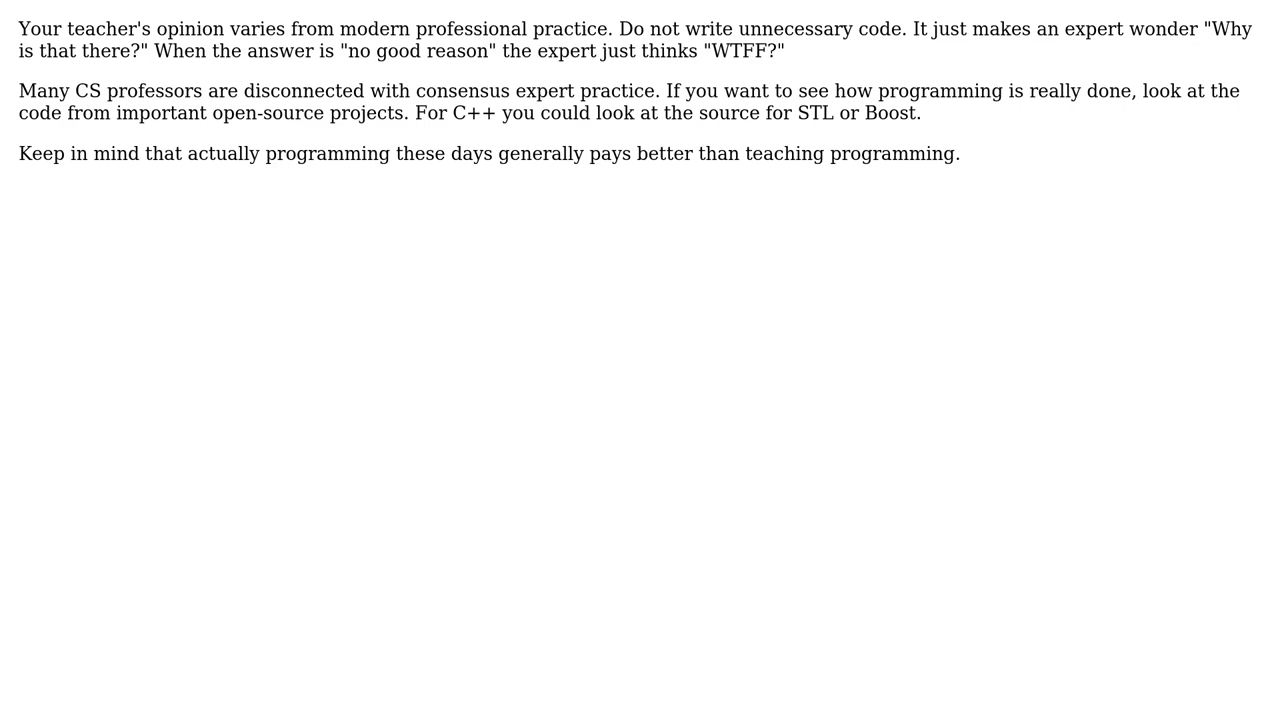 Your teacher's opinion varies from modern professional practice. Do not write unnecessary code. It just makes an expert wonder "Why
is that there?" When the answer is "no good reason" the expert just thinks "WTFF?"
Many CS professors are disconnected with consensus expert practice. If you want to see how programming is really done, look at the
code from important open-source projects. For C++ you could look at the source for STL or Boost.
Keep in mind that actually programming these days generally pays better than teaching programming.